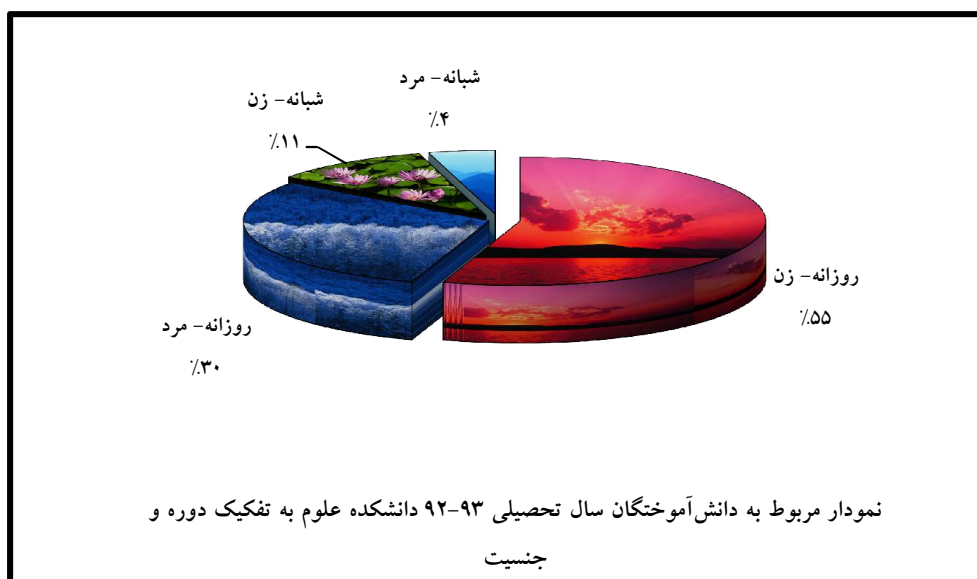 شبانه- مرد
٪۴
شبانه- زن
٪۱۱
روزانه- زن
٪۵۵
روزانه- مرد
٪۳۰
نمودار مربوط به دانش‌آموختگان سال تحصیلی ۹۳-۹۲ دانشکده علوم به تفکیک دوره و
جنسیت